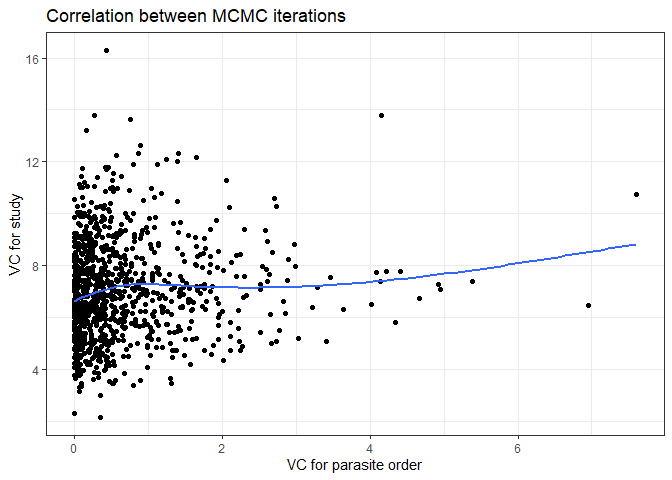 Correlation between MCMC iterations
16
12
8
4
VC for study
0
2
4
6
VC for parasite order